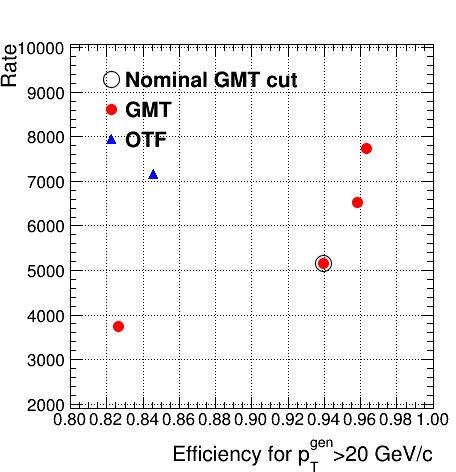 Rate
10000
9000
8000
7000
6000
5000
4000
3000
2000
Nominal GMT cut
GMT
OTF
0.80 0.82 0.84 0.86 0.88 0.90 0.92 0.94 0.96 0.98 1.00
Efficiency for p_T^gen>20 GeV/c